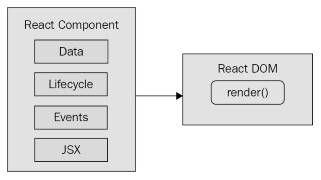 React Component
Data
Lifecycle
Events
JSX
React DOM
render()